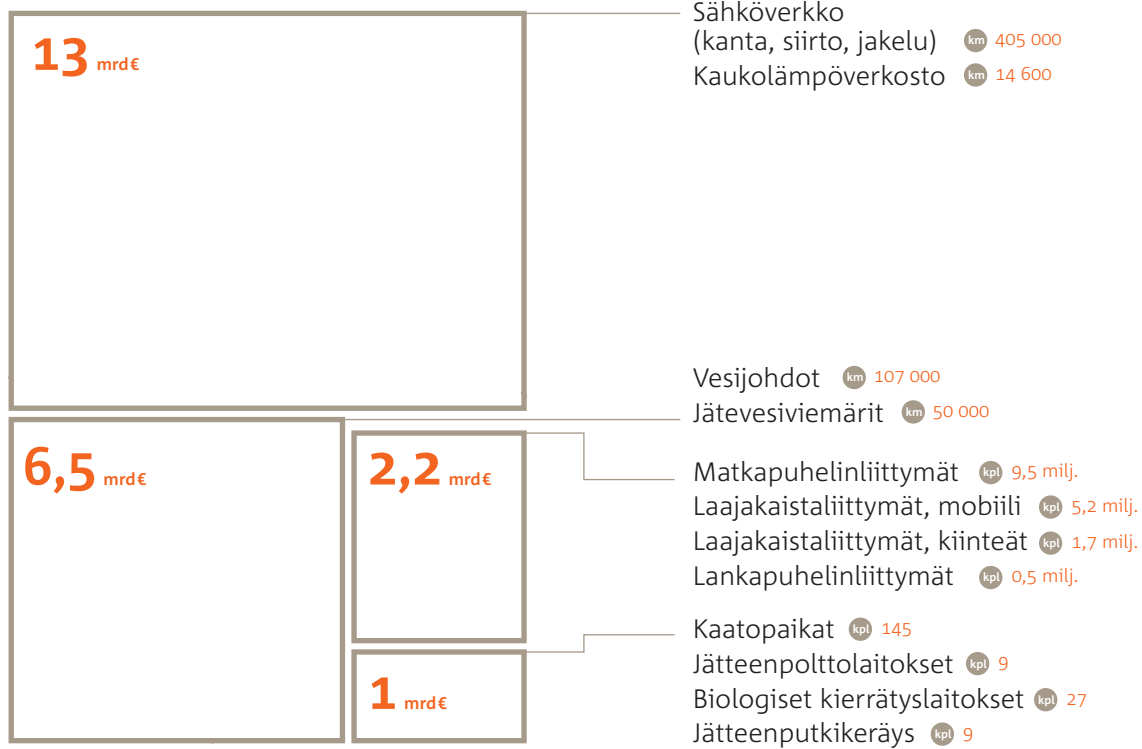 13 mrd€
Sähköverkko
(kanta, siirto, jakelu) km 405 000
Kaukolämpöverkosto km 14 600
6,5 mrd€
Vesijohdot km 107 000
Jätevesiviemärit km 50 000
2,2 mrd€
Matkapuhelinliittymät kpl 9,5 milj.
Laajakaistaliittymät, mobiili kpl 5,2 milj.
Laajakaistaliittymät, kiinteät kpl 1,7 milj.
Lankapuhelinliittymät kpl 0,5 milj.
1 mrd€
Kaatopaikat kpl 145
Jätteenpolttolaitokset kpl 9
Biologiset kierrätyslaitokset kpl 27
Jätteenputkikeräys kpl 9